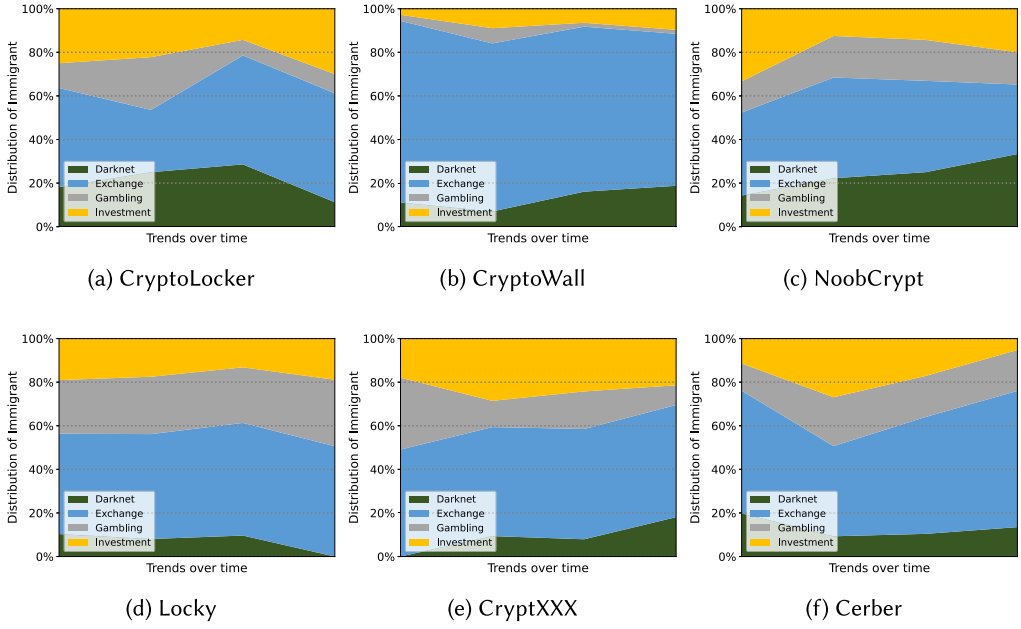 100%
80%
60%
40%
20%
0%
Distribution of Immigrant
Darknet
Exchange
Gambling
Investment
Trends over time
(a) CryptoLocker
100%
80%
60%
40%
20%
0%
Distribution of Immigrant
Darknet
Exchange
Gambling
Investment
Trends over time
(b) CryptoWall
100%
80%
60%
40%
20%
0%
Distribution of Immigrant
Darknet
Exchange
Gambling
Investment
Trends over time
(c) NoobCrypt
100%
80%
60%
40%
20%
0%
Distribution of Immigrant
Darknet
Exchange
Gambling
Investment
Trends over time
(d) Locky
100%
80%
60%
40%
20%
0%
Distribution of Immigrant
Darknet
Exchange
Gambling
Investment
Trends over time
(e) CryptXXX
100%
80%
60%
40%
20%
0%
Distribution of Immigrant
Darknet
Exchange
Gambling
Investment
Trends over time
(f) Cerber